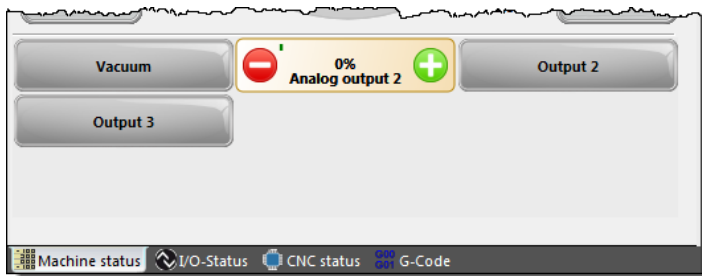 Vacuum
0%
Analog output 2
Output 2
Output 3
Machine status I/O-Status CNC status G00 G01 G-Code